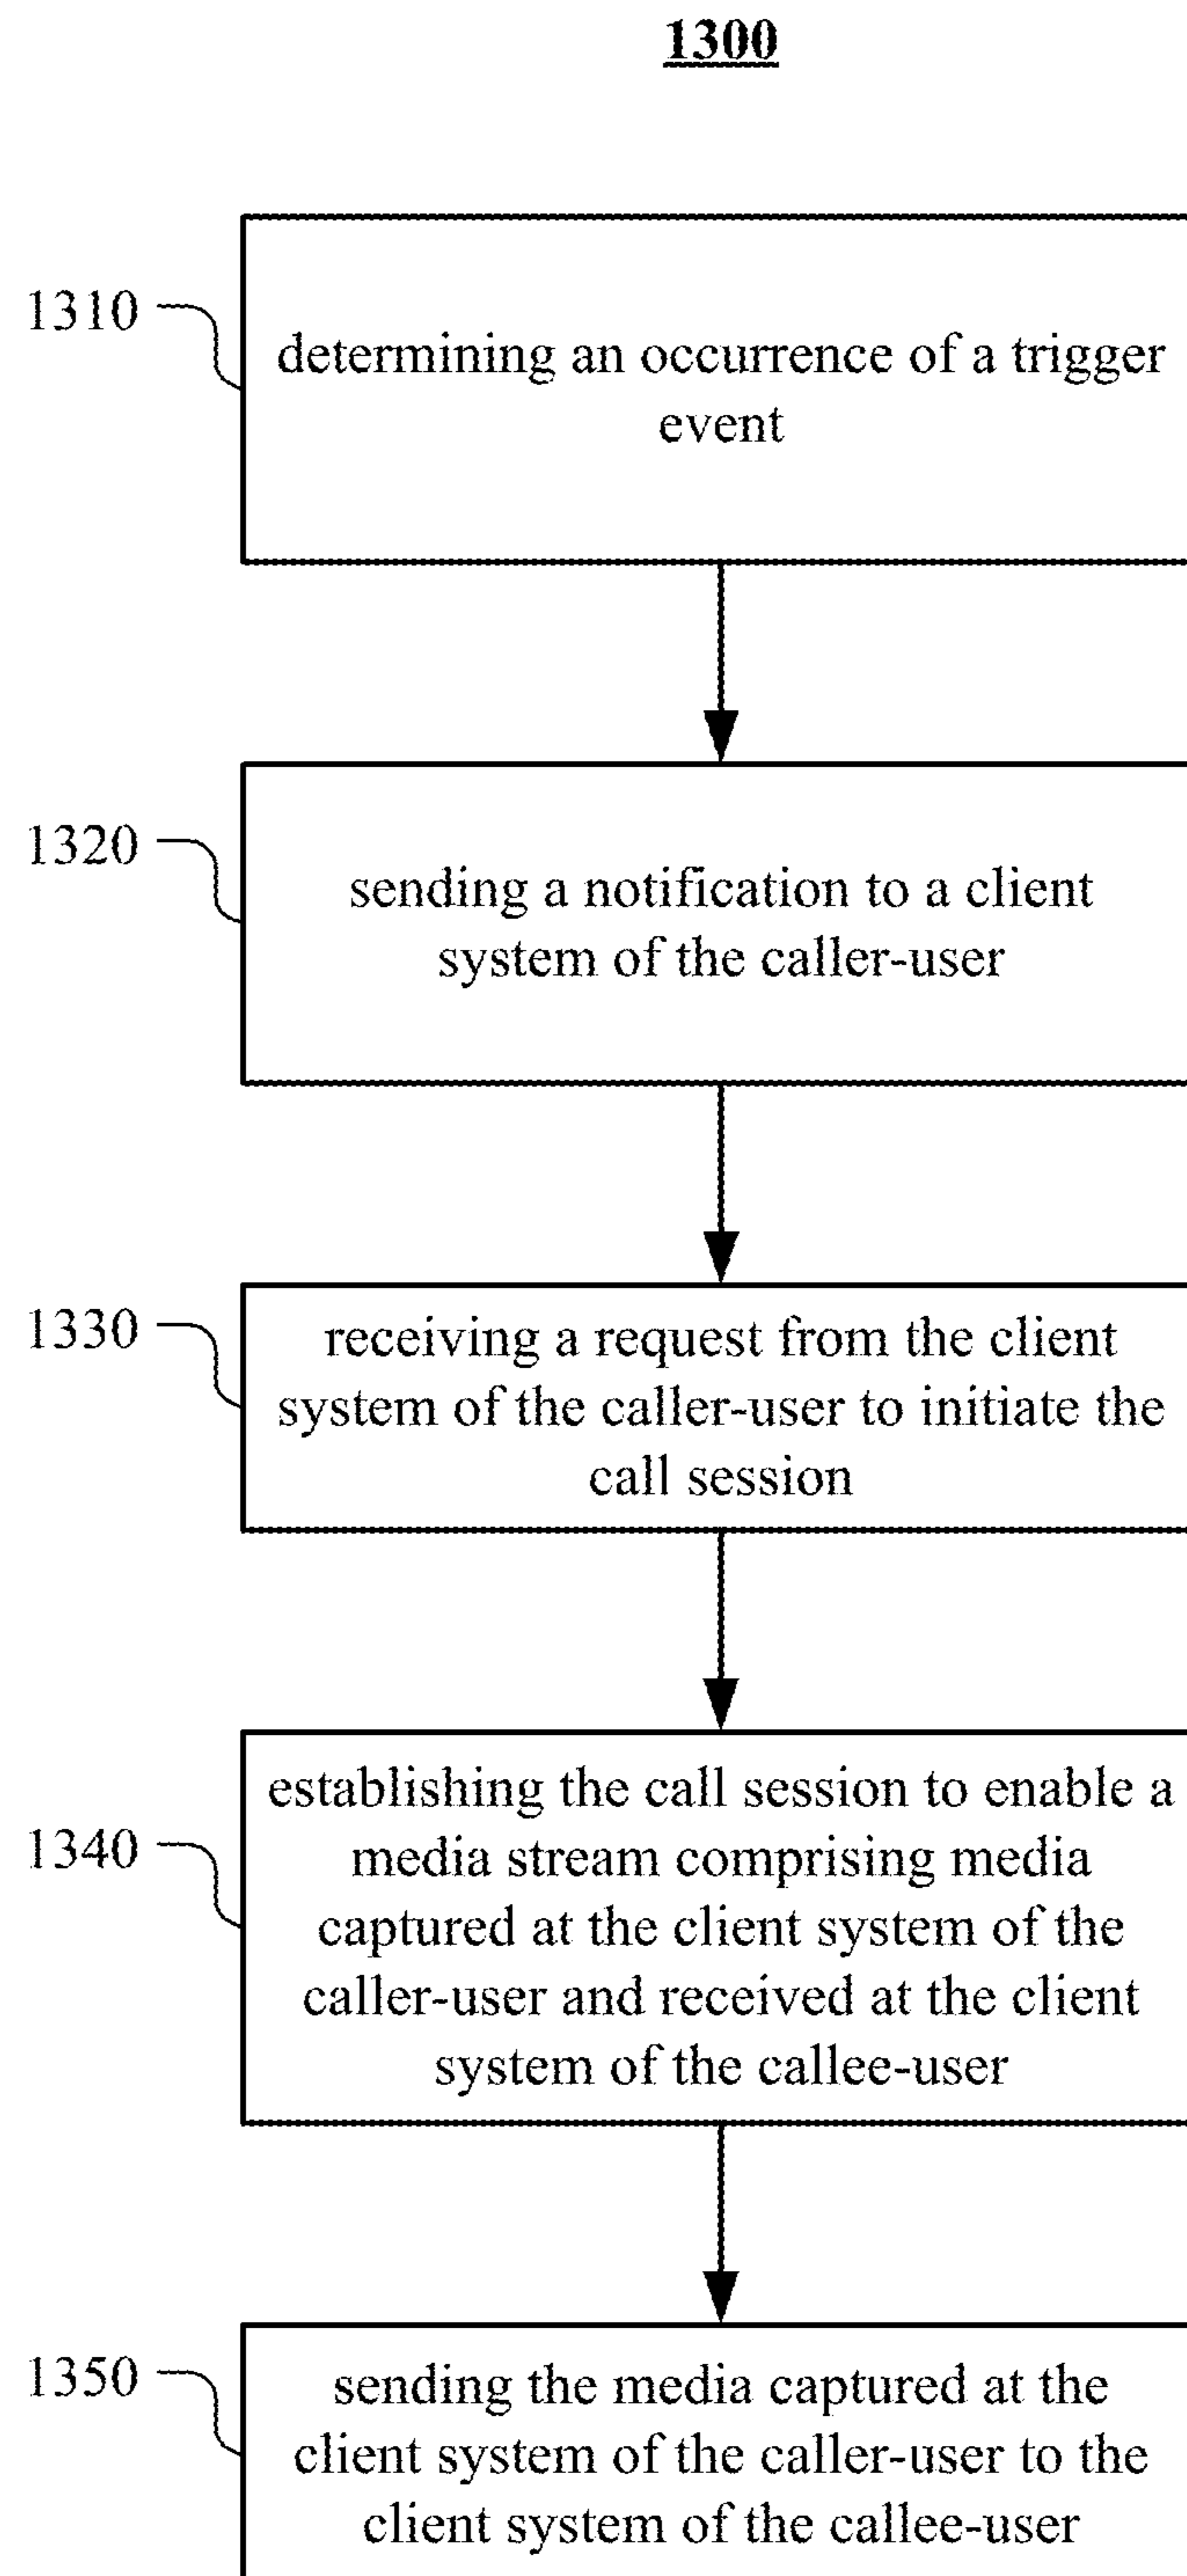 1300
1310
determining an occurrence of a trigger
event
1320
sending a notification to a client
system of the caller-user
1330
receiving a request from the client
system of the caller-user to initiate the
call session
1340
establishing the call session to enable a
media stream comprising media
captured at the client system of the
caller-user and received at the client
system of the callee-user
1350
sending the media captured at the
client system of the caller-user to the
client system of the callee-user